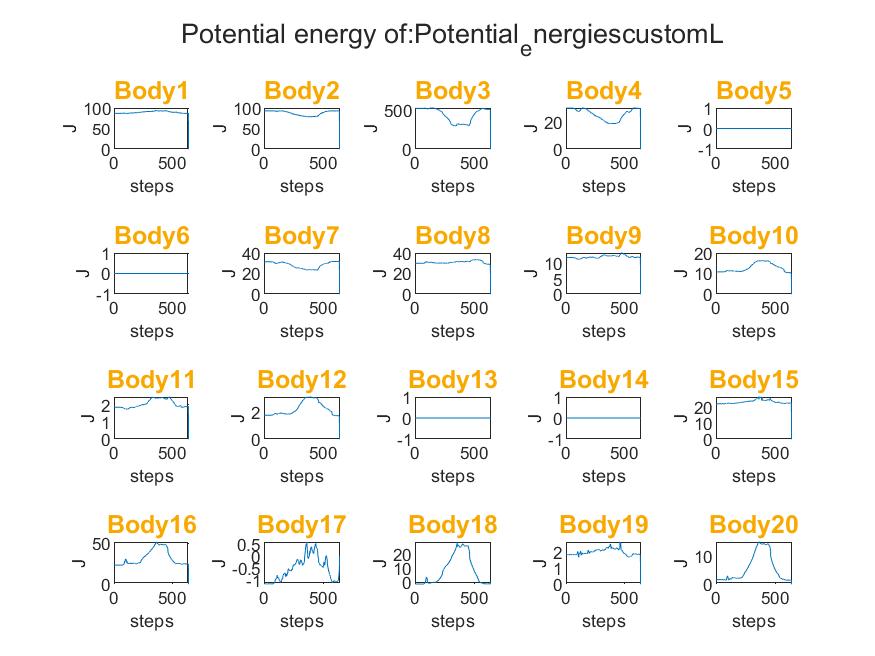 Potential energy of:PotentialₑnergiescustomL
Body1 Body2 Body3 Body4 Body5
100 100 500 20 1
50 50 0
0 0 0 0 -1
J J J J J
0 500 0 500 0 500 0 500 0 500
steps steps steps steps steps
Body6 Body7 Body8 Body9 Body10
1 40 40 10 20
0 20 20 5 10
-1 0 0 0 0
J J J J J
0 500 0 500 0 500 0 500 0 500
steps steps steps steps steps
Body11 Body12 Body13 Body14 Body15
2 2 1 1 20
1 0 0 10
0 0 -1 -1 0
J J J J J
0 500 0 500 0 500 0 500 0 500
steps steps steps steps steps
Body16 Body17 Body18 Body19 Body20
50 0.5 20 2 10
0 10 1
-0.5
0 -1 0 0 0
J J J J J
0 500 0 500 0 500 0 500 0 500
steps steps steps steps steps